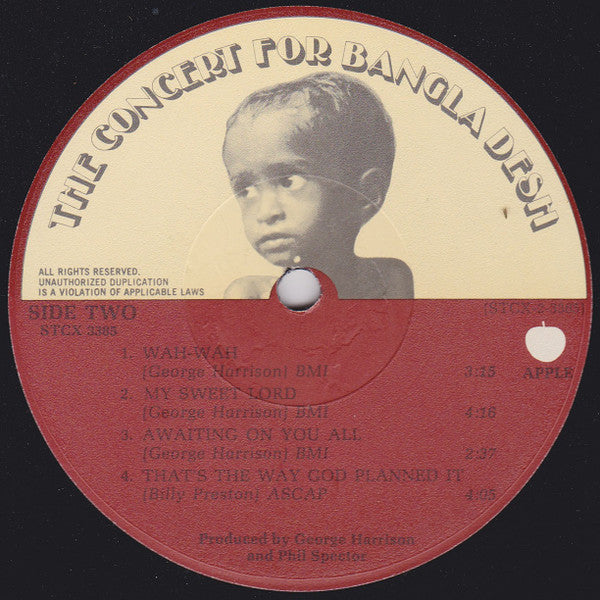 THE CONCERT FOR BANGLA DESH
ALL RIGHTS RESERVED.
UNAUTHORIZED DUPLICATION
IS A VIOLATION OF APPLICABLE LAWS
SIDE TWO
STCX 3385
APPLE
1. WAH-WAH
[George Harrison] BMI 3:15
2. MY SWEET LORD
[George Harrison] BMI 4:16
3. AWAITING ON YOU ALL
[George Harrison] BMI 2:37
4. THAT'S THE WAY GOD PLANNED IT
[Billy Preston] ASCAP 4:05
Produced by George Harrison
and Phil Spector